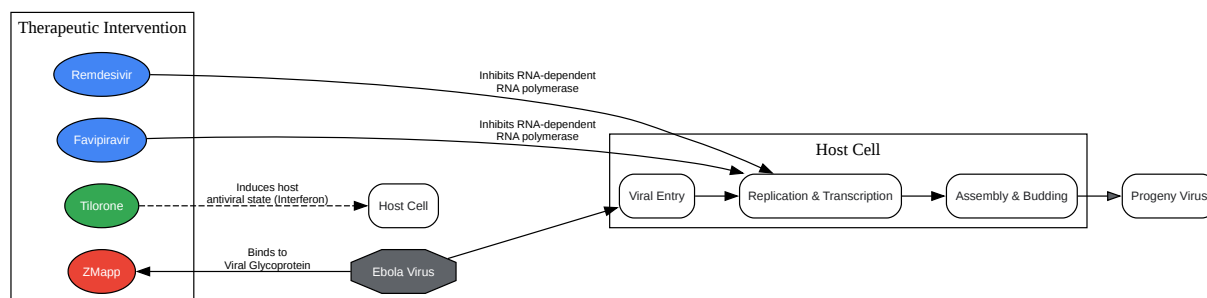 Therapeutic Intervention
Remdesivir
Inhibits RNA-dependent
RNA polymerase
Favipiravir
Inhibits RNA-dependent
RNA polymerase
Host Cell
Tilorone
Induces host
antiviral state (Interferon)
Host Cell
Viral Entry
Replication & Transcription
Assembly & Budding
Progeny Virus
ZMapp
Binds to
Viral Glycoprotein
Ebola Virus